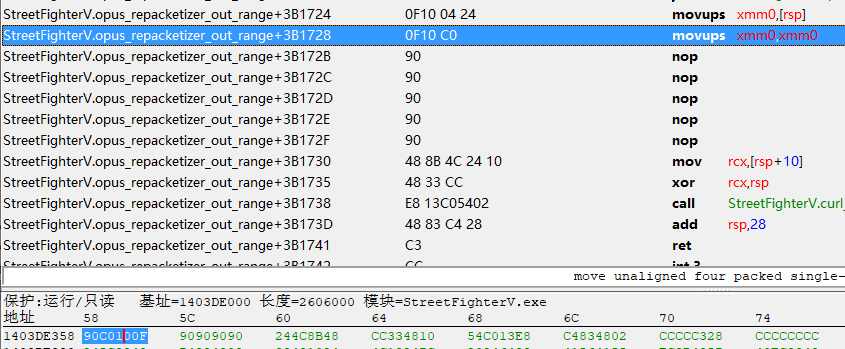 StreetFighterV.opus_repacketizer_out_range+3B1724 0F10 04 24 movups xmm0,[rsp]
StreetFighterV.opus_repacketizer_out_range+3B1728 0F10 C0 movups xmm0,xmm0
StreetFighterV.opus_repacketizer_out_range+3B172B 90 nop
StreetFighterV.opus_repacketizer_out_range+3B172C 90 nop
StreetFighterV.opus_repacketizer_out_range+3B172D 90 nop
StreetFighterV.opus_repacketizer_out_range+3B172E 90 nop
StreetFighterV.opus_repacketizer_out_range+3B172F 90 nop
StreetFighterV.opus_repacketizer_out_range+3B1730 48 8B 4C 24 10 mov rcx,[rsp+10]
StreetFighterV.opus_repacketizer_out_range+3B1735 48 33 CC xor rcx,rsp
StreetFighterV.opus_repacketizer_out_range+3B1738 E8 13C05402 call StreetFighterV.curl_
StreetFighterV.opus_repacketizer_out_range+3B173D 48 83 C4 28 add rsp,28
StreetFighterV.opus_repacketizer_out_range+3B1741 C3 ret
StreetFighterV.opus_repacketizer_out_range+3B1742 CC int 3
move unaligned four packed single-
保护:运行/只读 基址=1403DE000 长度=2606000 模块=StreetFighterV.exe
地址 58 5C 60 64 68 6C 70 74
1403DE358 90C0100F 90909090 244C8B48 CC334810 54C013E8 C4834802 CCCCC328 CCCCCCCC